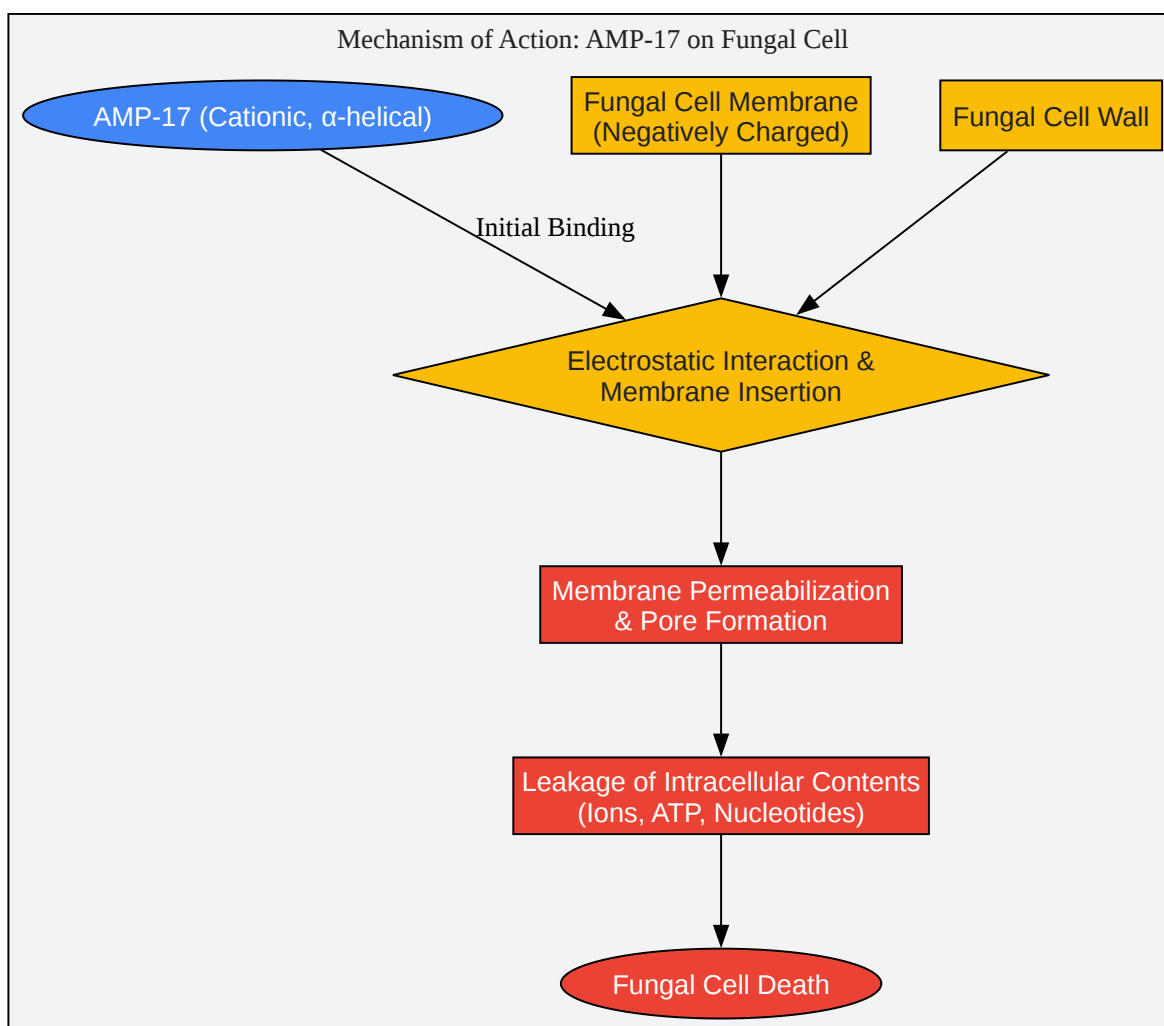 Mechanism of Action: AMP-17 on Fungal Cell
AMP-17 (Cationic, α-helical)
Fungal Cell Membrane
(Negatively Charged)
Fungal Cell Wall
Initial Binding
Electrostatic Interaction &
Membrane Insertion
Membrane Permeabilization
& Pore Formation
Leakage of Intracellular Contents
(Ions, ATP, Nucleotides)
Fungal Cell Death